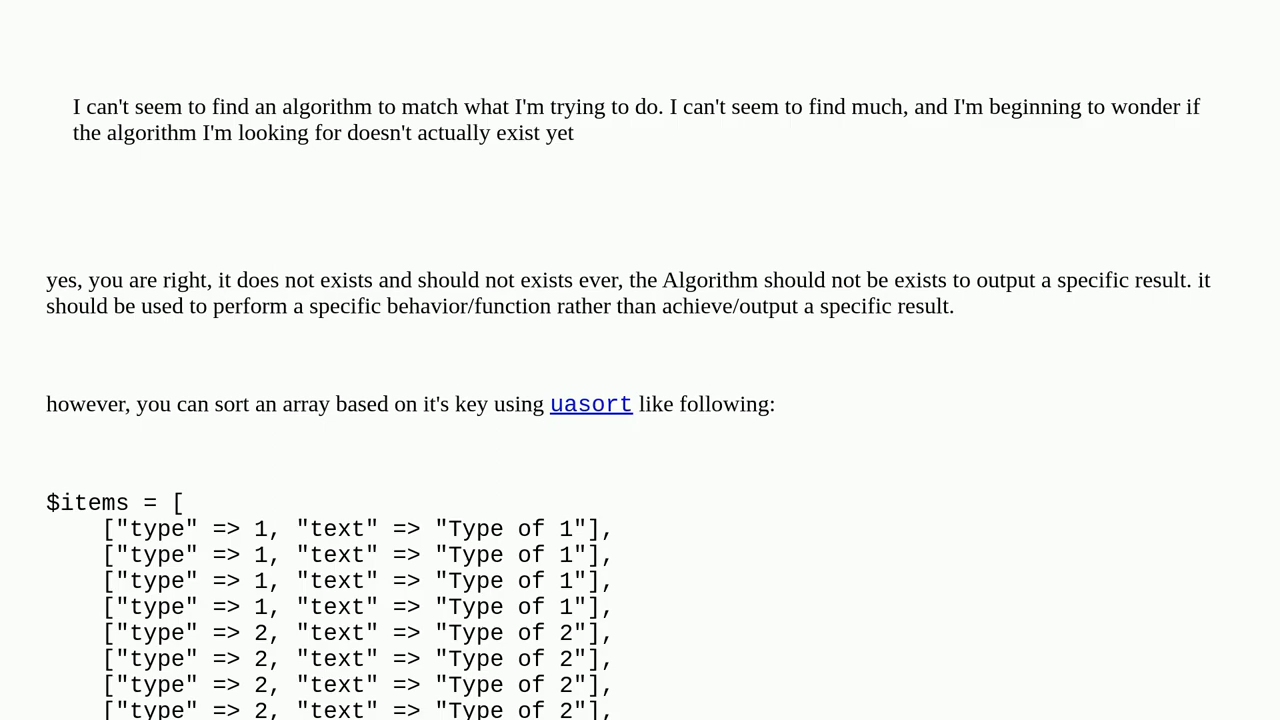 I can't seem to find an algorithm to match what I'm trying to do. I can't seem to find much, and I'm beginning to wonder if
the algorithm I'm looking for doesn't actually exist yet
yes, you are right, it does not exists and should not exists ever, the Algorithm should not be exists to output a specific result. it
should be used to perform a specific behavior/function rather than achieve/output a specific result.
however, you can sort an array based on it's key using uasort like following:
$items = [
    ["type" => 1, "text" => "Type of 1"],
    ["type" => 1, "text" => "Type of 1"],
    ["type" => 1, "text" => "Type of 1"],
    ["type" => 1, "text" => "Type of 1"],
    ["type" => 2, "text" => "Type of 2"],
    ["type" => 2, "text" => "Type of 2"],
    ["type" => 2, "text" => "Type of 2"],
    ["type" => 2, "text" => "Type of 2"],